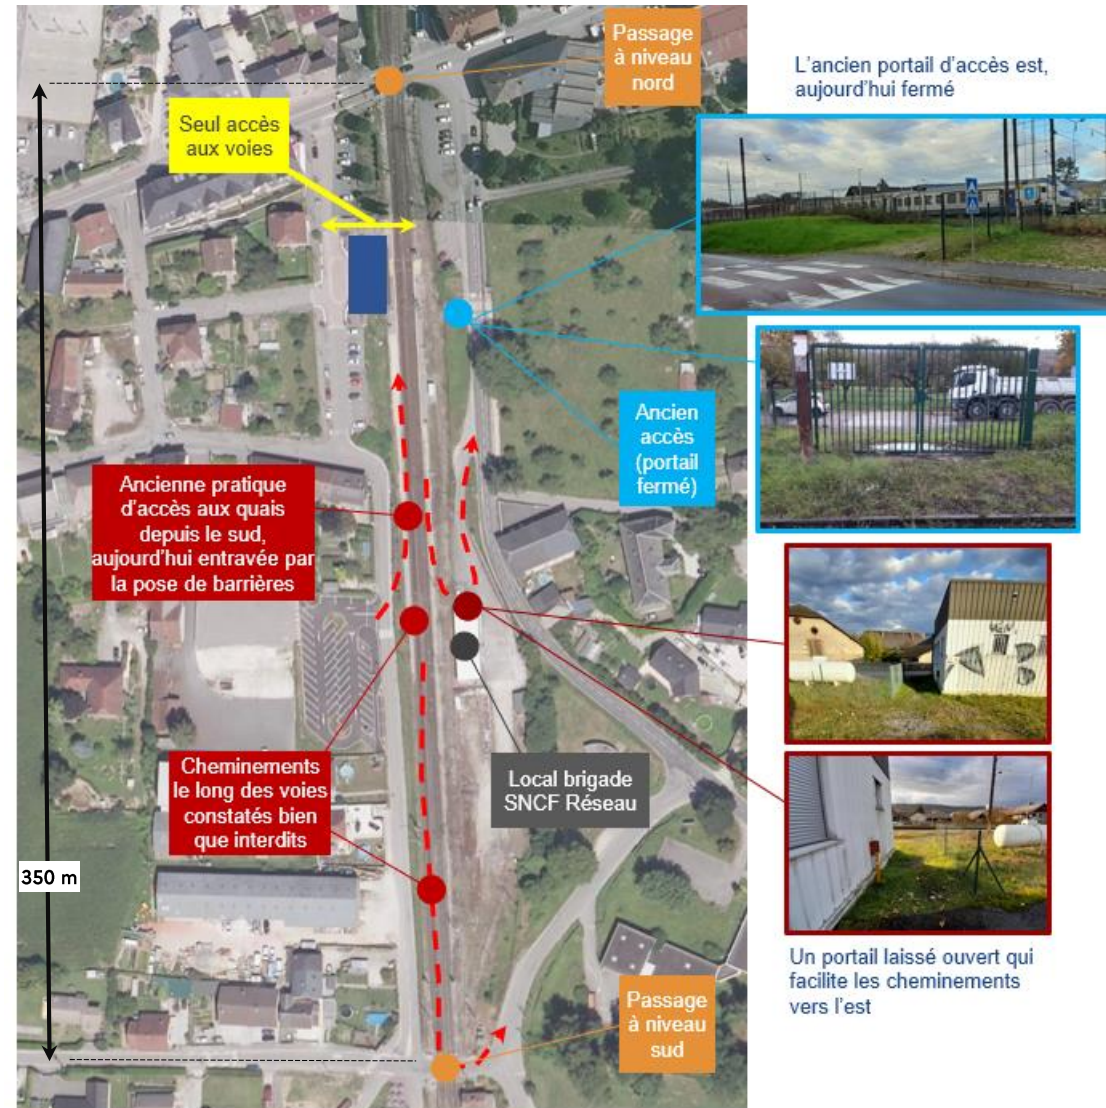 Passage
à niveau
nord
L'ancien portail d'accès est,
aujourd'hui fermé
Seul accès
aux voies
Ancien
accès
(portail
fermé)
Ancienne pratique
d'accès aux quais
depuis le sud,
aujourd'hui entravée par
la pose de barrières
Cheminements
le long des voies
constatés bien
que interdits
Local brigade
SNCF Réseau
350 m
Un portail laissé ouvert qui
facilite les cheminements
vers l'est
Passage
à niveau
sud